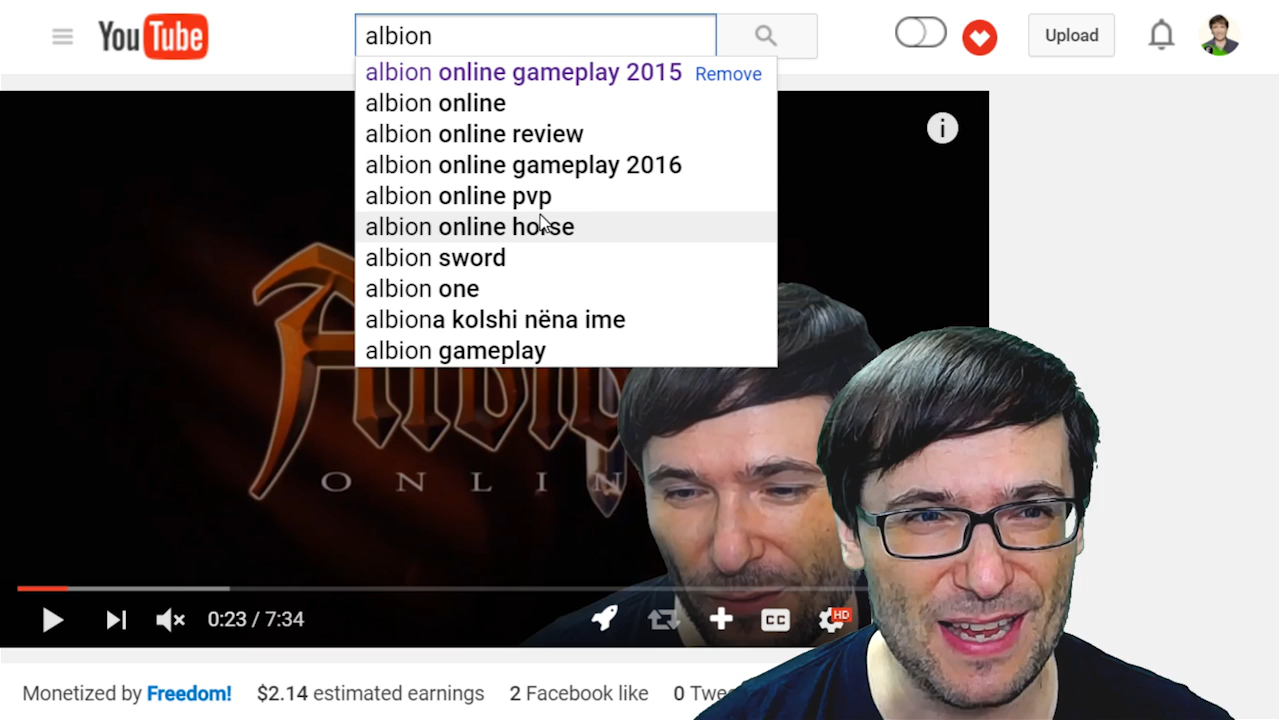 YouTube
albion
Upload
albion online gameplay 2015 Remove
albion online
albion online review
albion online gameplay 2016
albion online pvp
albion online horse
albion sword
albion one
albiona kolshi nëna ime
albion gameplay
i
ONLIN
0:23 / 7:34
CC
HD
Monetized by Freedom! $2.14 estimated earnings 2 Facebook like 0 Twe